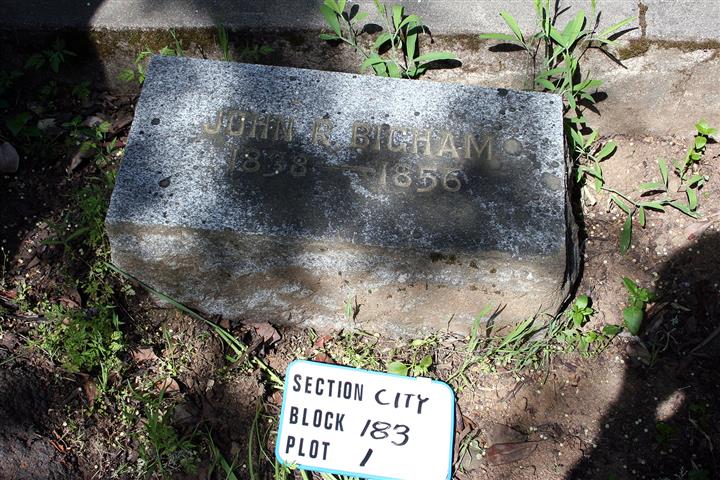 JOHN R. BIGHAM
1838 — 1856
SECTION CITY
BLOCK 183
PLOT 1